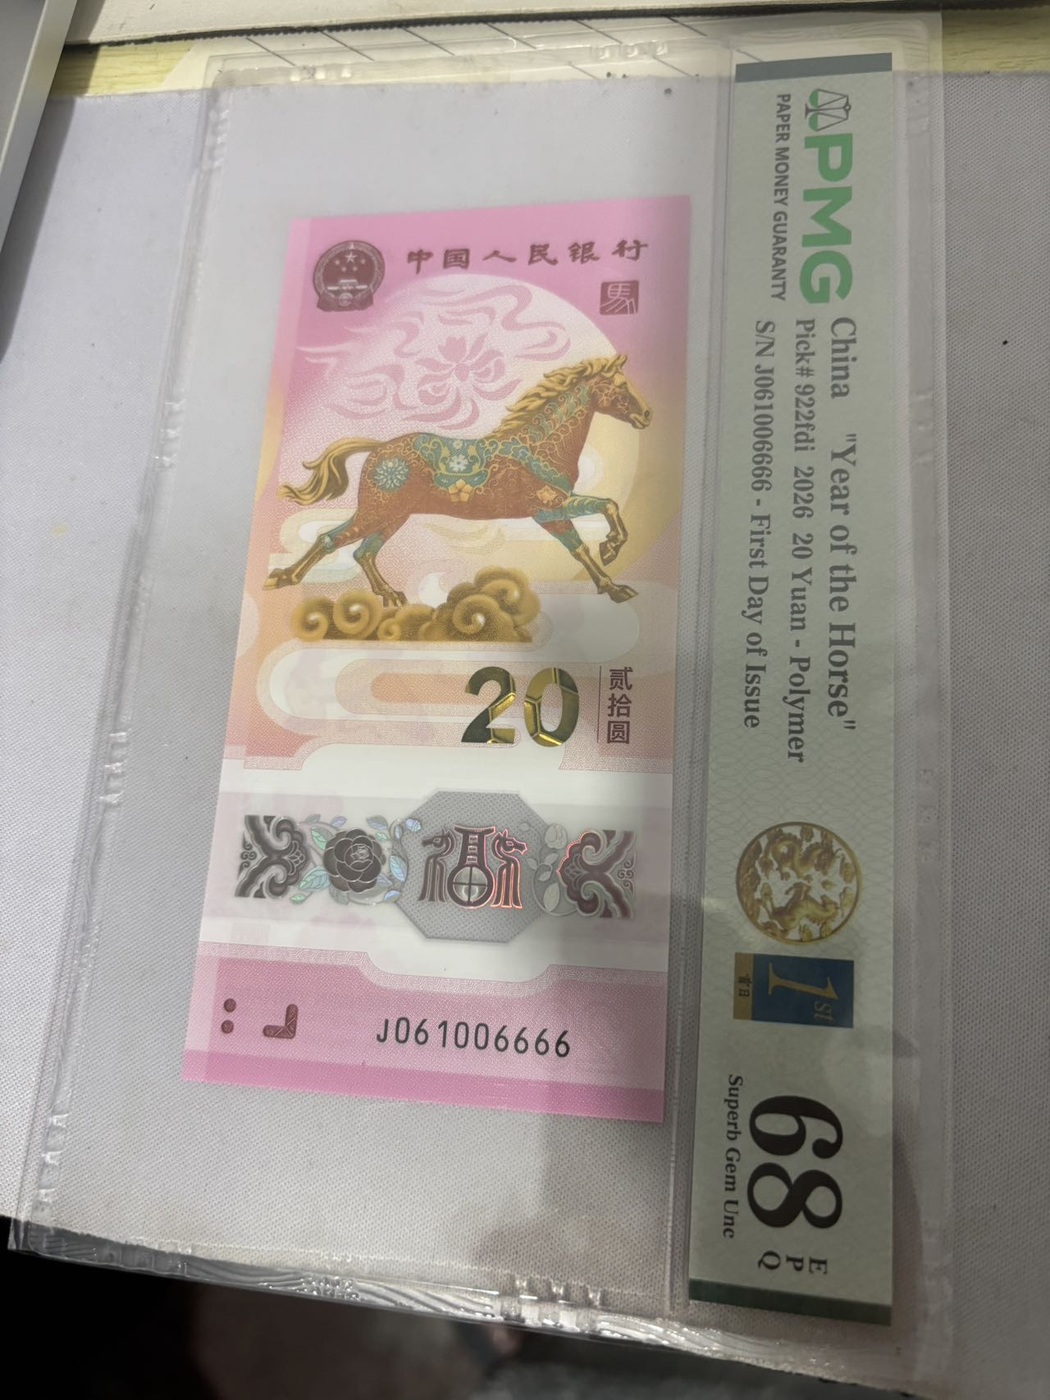 中国人民银行
馬
20
贰拾圆
J061006666
PMG
PAPER MONEY GUARANTY
China "Year of the Horse"
Pick# 922fdi 2026 20 Yuan - Polymer
S/N J061006666 - First Day of Issue
1st
首日
68
EPQ
Superb Gem Unc